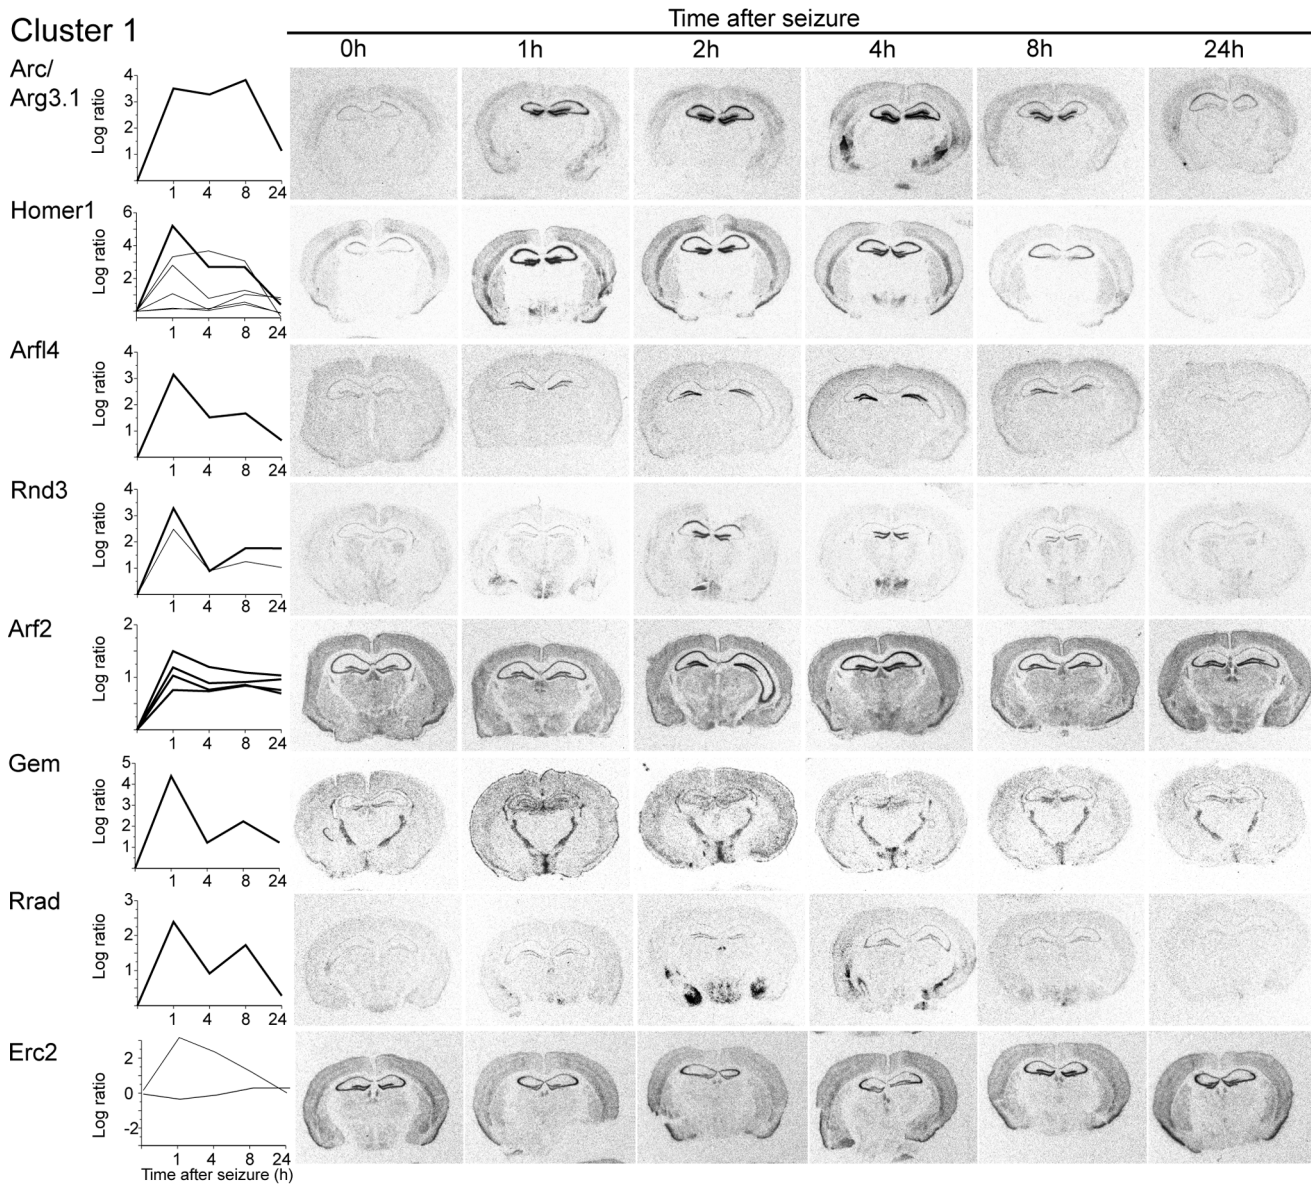 Cluster 1
Time after seizure
0h 1h 2h 4h 8h 24h
Arc/
Arg3.1
Log ratio
4
3
2
1
1 4 8 24
Homer1
Log ratio
6
4
2
1 4 8 24
Arfl4
Log ratio
4
3
2
1
1 4 8 24
Rnd3
Log ratio
4
3
2
1
1 4 8 24
Arf2
Log ratio
2
1
1 4 8 24
Gem
Log ratio
5
4
3
2
1
1 4 8 24
Rrad
Log ratio
3
2
1
1 4 8 24
Erc2
Log ratio
2
0
-2
1 4 8 24
Time after seizure (h)